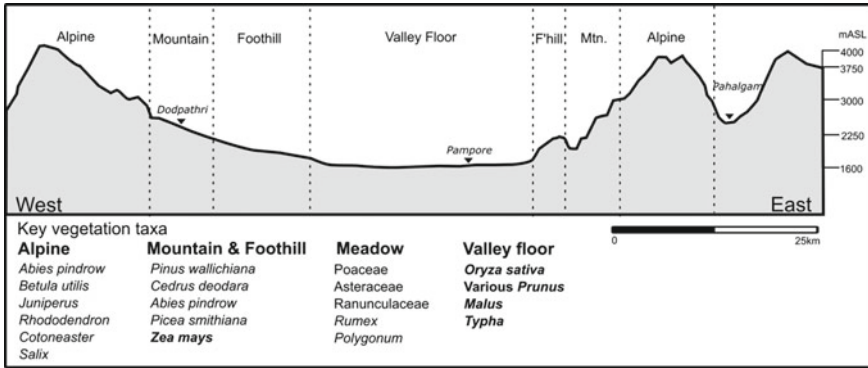 Alpine Mountain Foothill Valley Floor F'hill Mtn. Alpine mASL
4000
3750
Pahalgam
3000
Dodpathri
2250
Pampore
1600
West East
Key vegetation taxa
0 25km
Alpine Mountain & Foothill Meadow Valley floor
Abies pindrow Pinus wallichiana Poaceae Oryza sativa
Betula utilis Cedrus deodara Asteraceae Various Prunus
Juniperus Abies pindrow Ranunculaceae Malus
Rhododendron Picea smithiana Rumex Typha
Cotoneaster Zea mays Polygonum
Salix